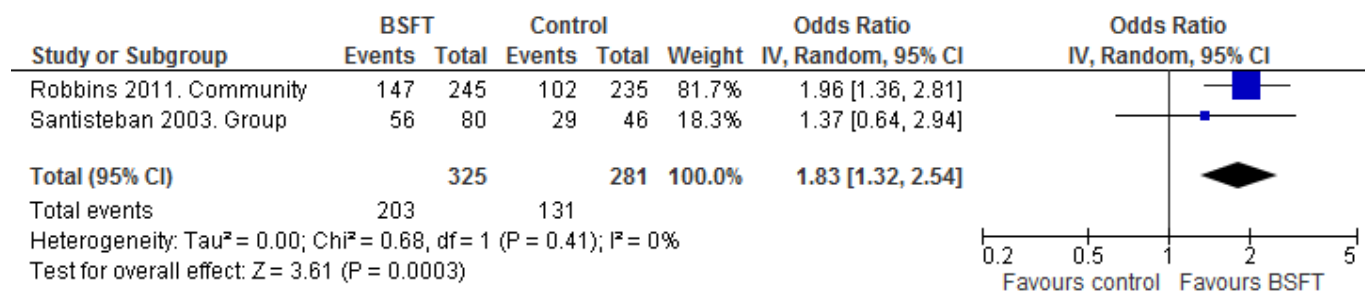 BSFT Control Odds Ratio Odds Ratio
Study or Subgroup Events Total Events Total Weight IV, Random, 95% CI IV, Random, 95% CI
Robbins 2011. Community 147 245 102 235 81.7% 1.96 [1.36, 2.81]
Santisteban 2003. Group 56 80 29 46 18.3% 1.37 [0.64, 2.94]
Total (95% CI) 325 281 100.0% 1.83 [1.32, 2.54]
Total events 203 131
Heterogeneity: Tau² = 0.00; Chi² = 0.68, df = 1 (P = 0.41); I² = 0%
Test for overall effect: Z = 3.61 (P = 0.0003)
0.2 0.5 1 2 5
Favours control Favours BSFT